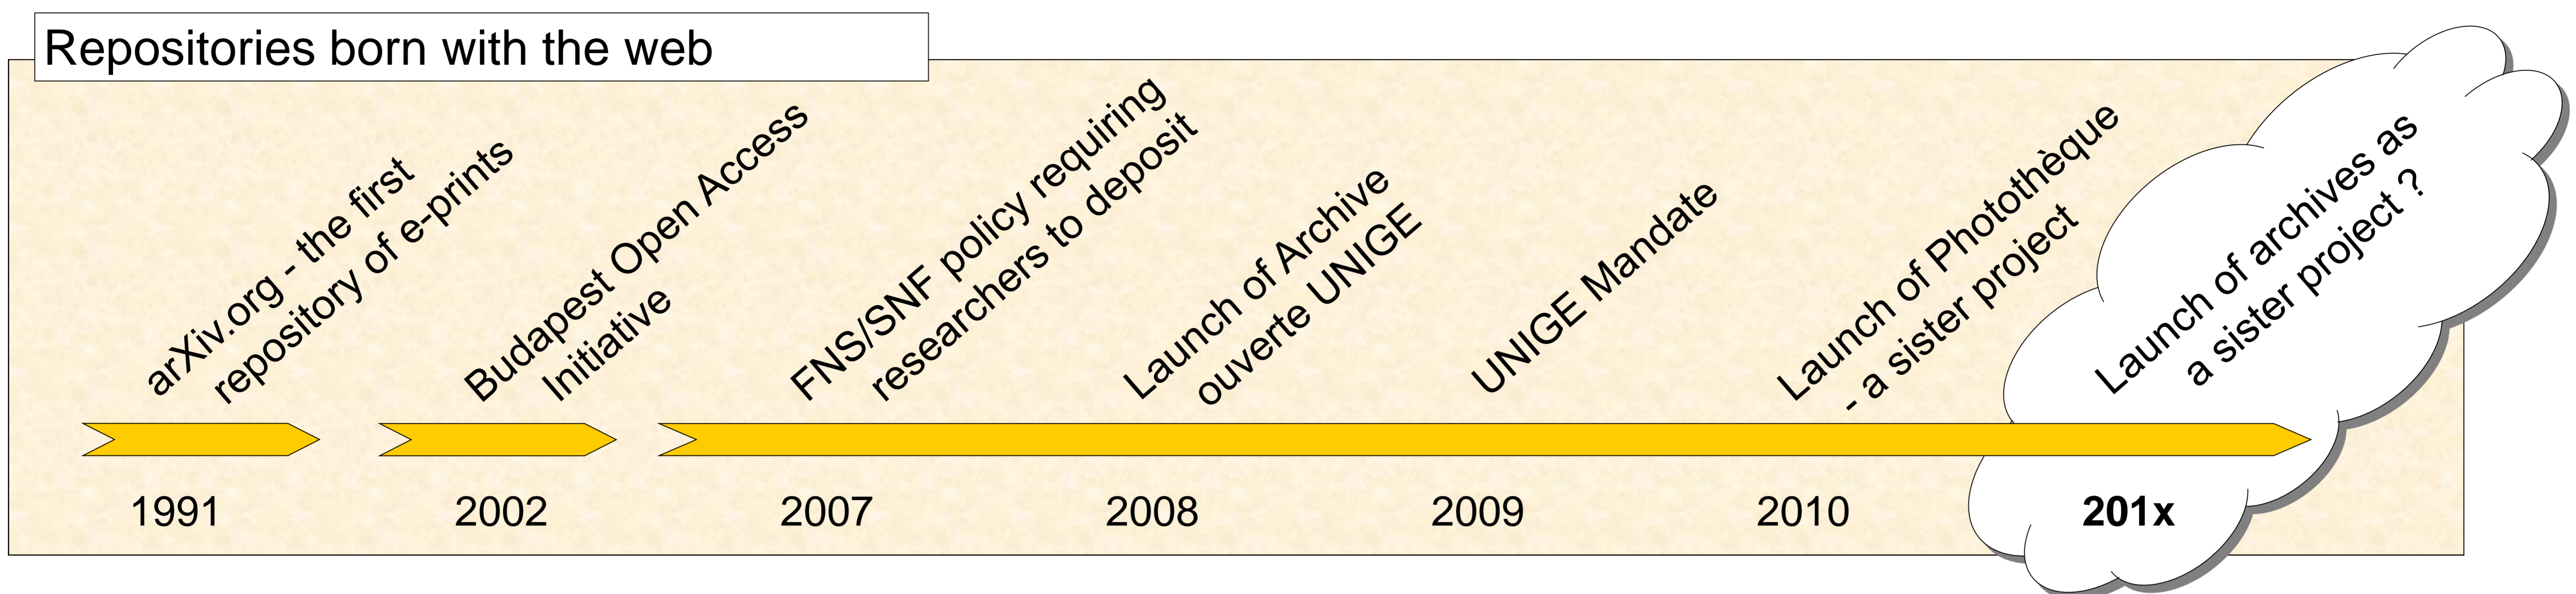 Repositories born with the web
arXiv.org - the first
repository of e-prints
Budapest Open Access
Initiative
FNS/SNF policy requiring
researchers to deposit
Launch of Archive
ouverte UNIGE
UNIGE Mandate
Launch of Photothèque
- a sister project
Launch of archives as
a sister project ?
1991
2002
2007
2008
2009
2010
201x